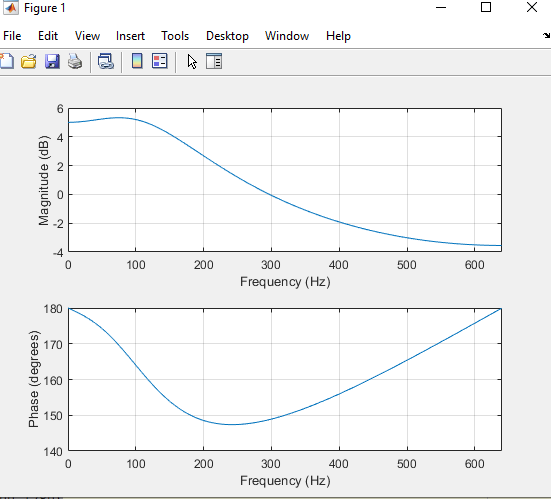 Figure 1
File Edit View Insert Tools Desktop Window Help
6
4
2
0
-2
-4
Magnitude (dB)
0 100 200 300 400 500 600
Frequency (Hz)
180
170
160
150
140
Phase (degrees)
0 100 200 300 400 500 600
Frequency (Hz)